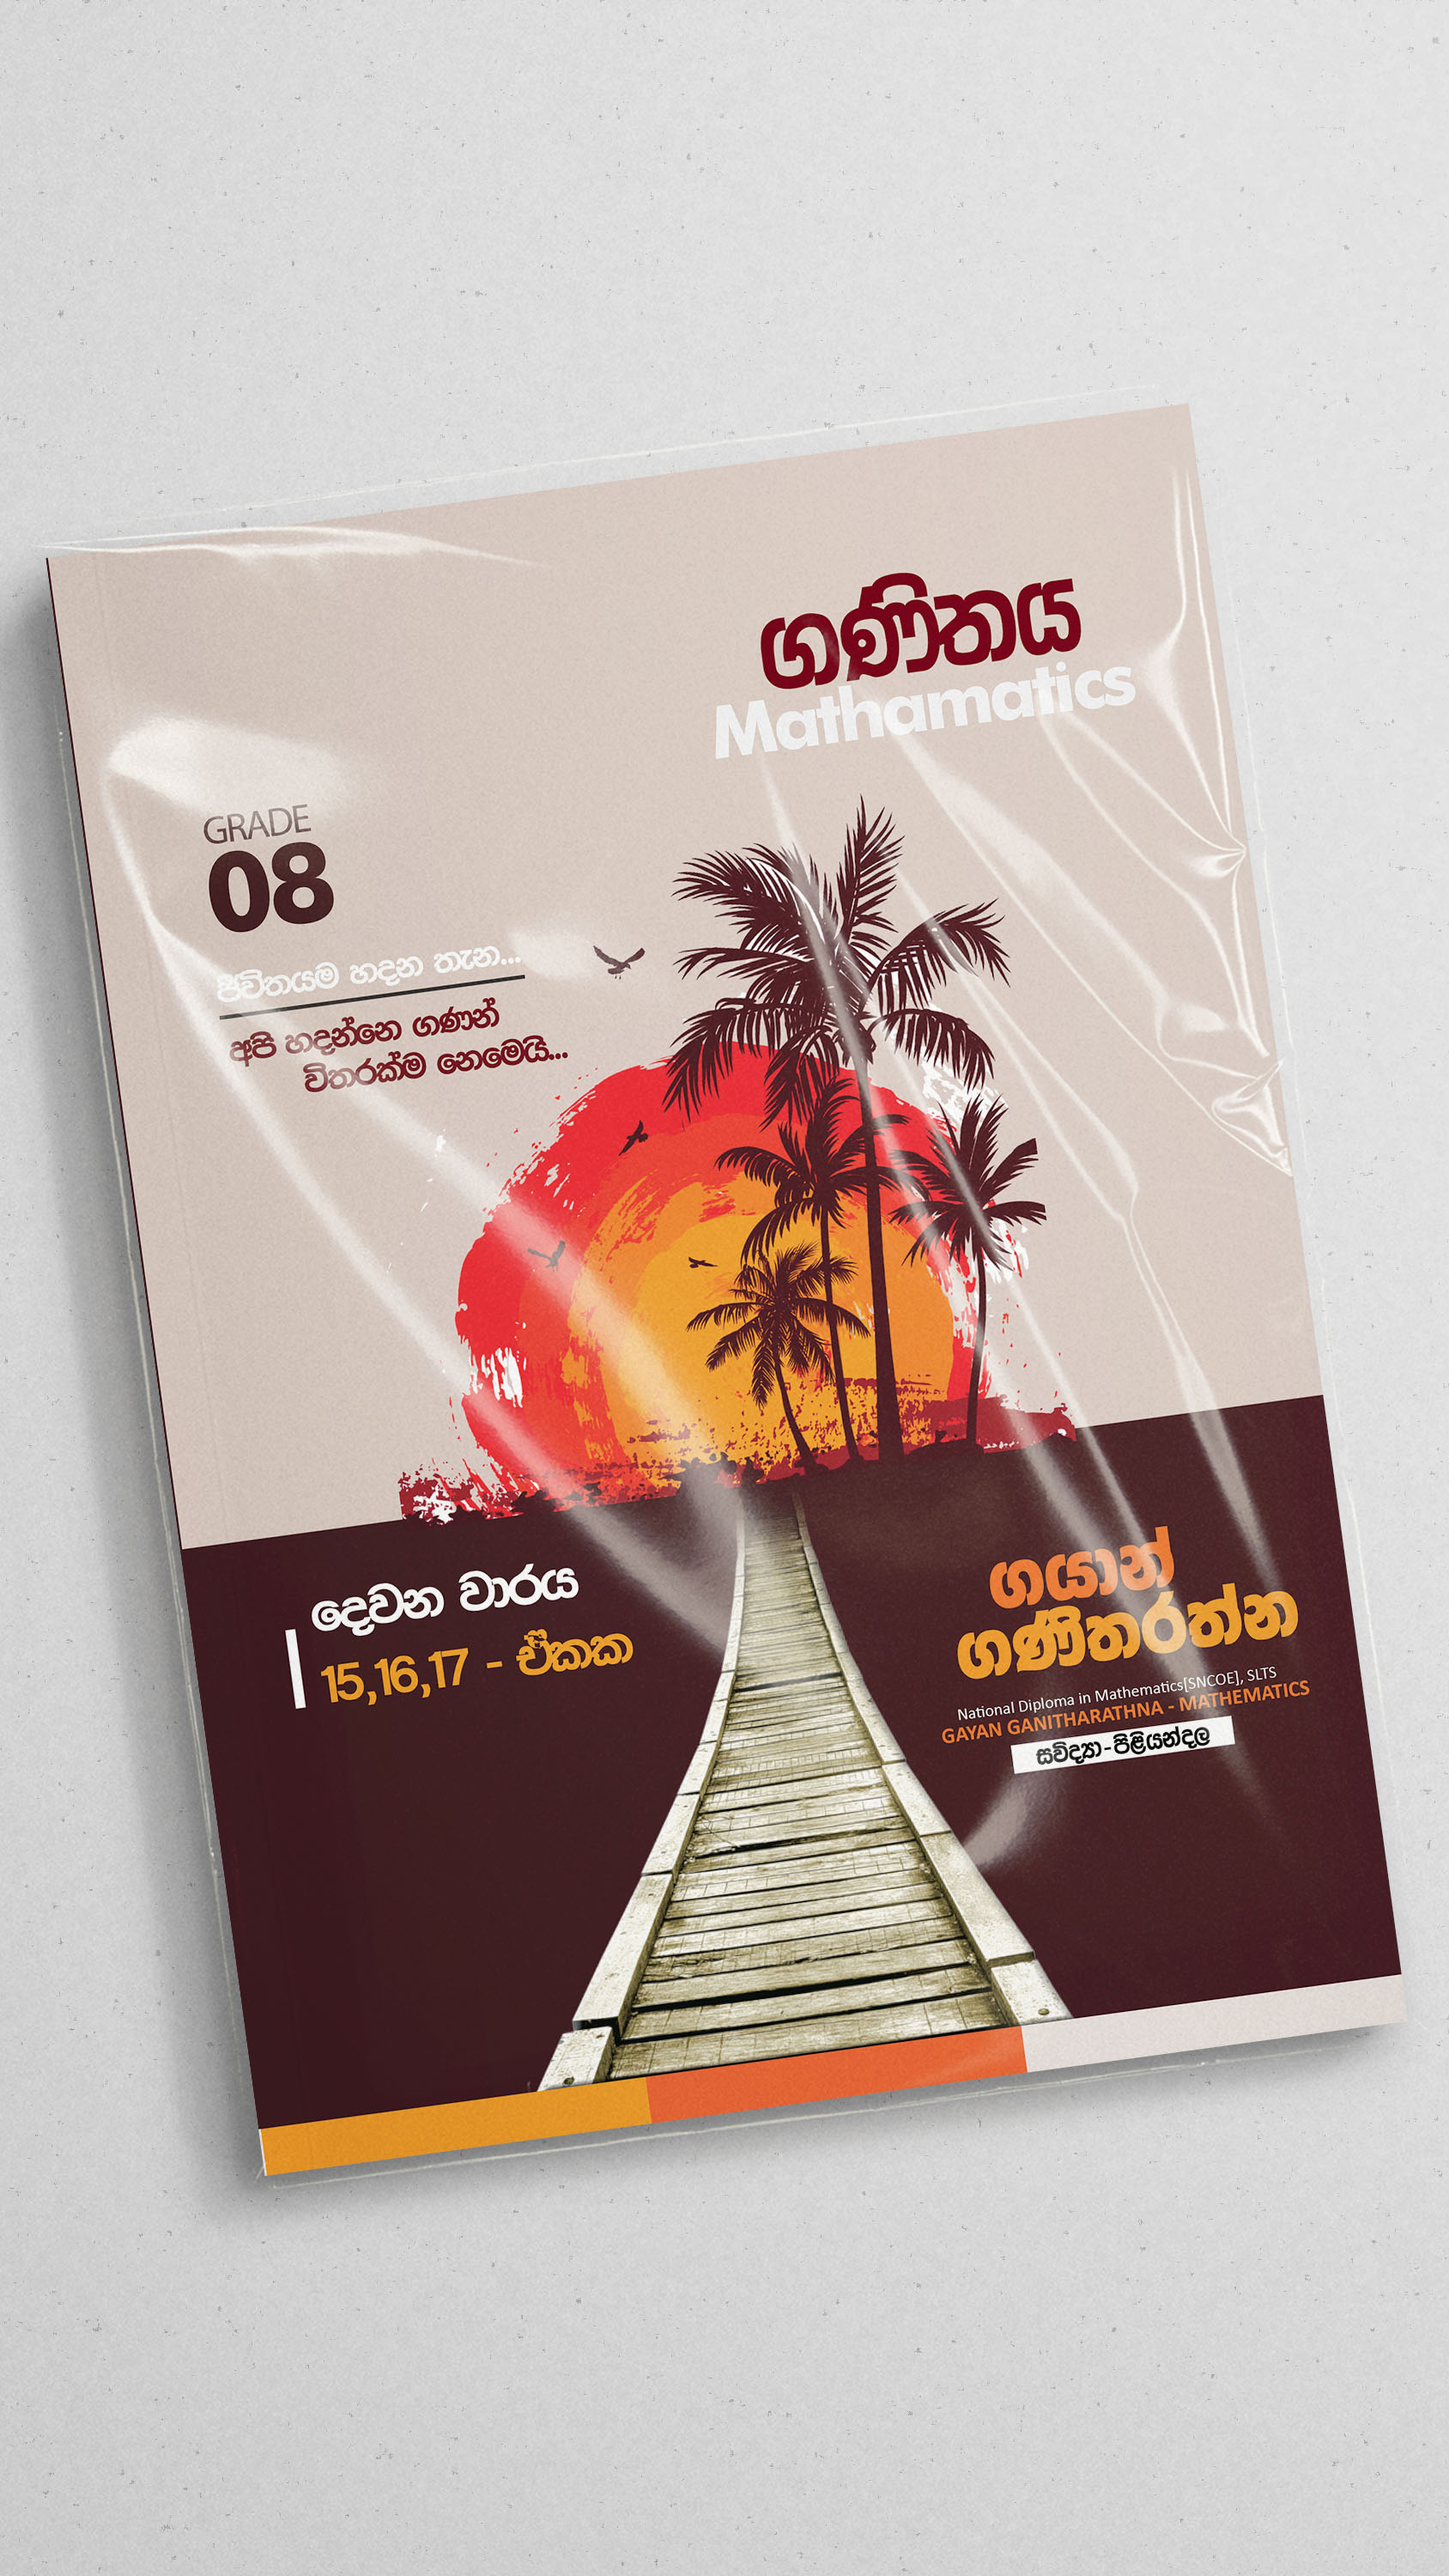 ගණිතය
Mathamatics
GRADE
08
ජීවිතයම හදන තැන...
අපි හදන්නෙ ගණන්
විතරක්ම නෙමෙයි...
දෙවන වාරය
15,16,17 - ඒකක
ගයාන්
ගණිතරත්න
National Diploma in Mathematics[SNCOE], SLTS
GAYAN GANITHARATHNA - MATHEMATICS
සවිද්‍යා-පිළියන්දල